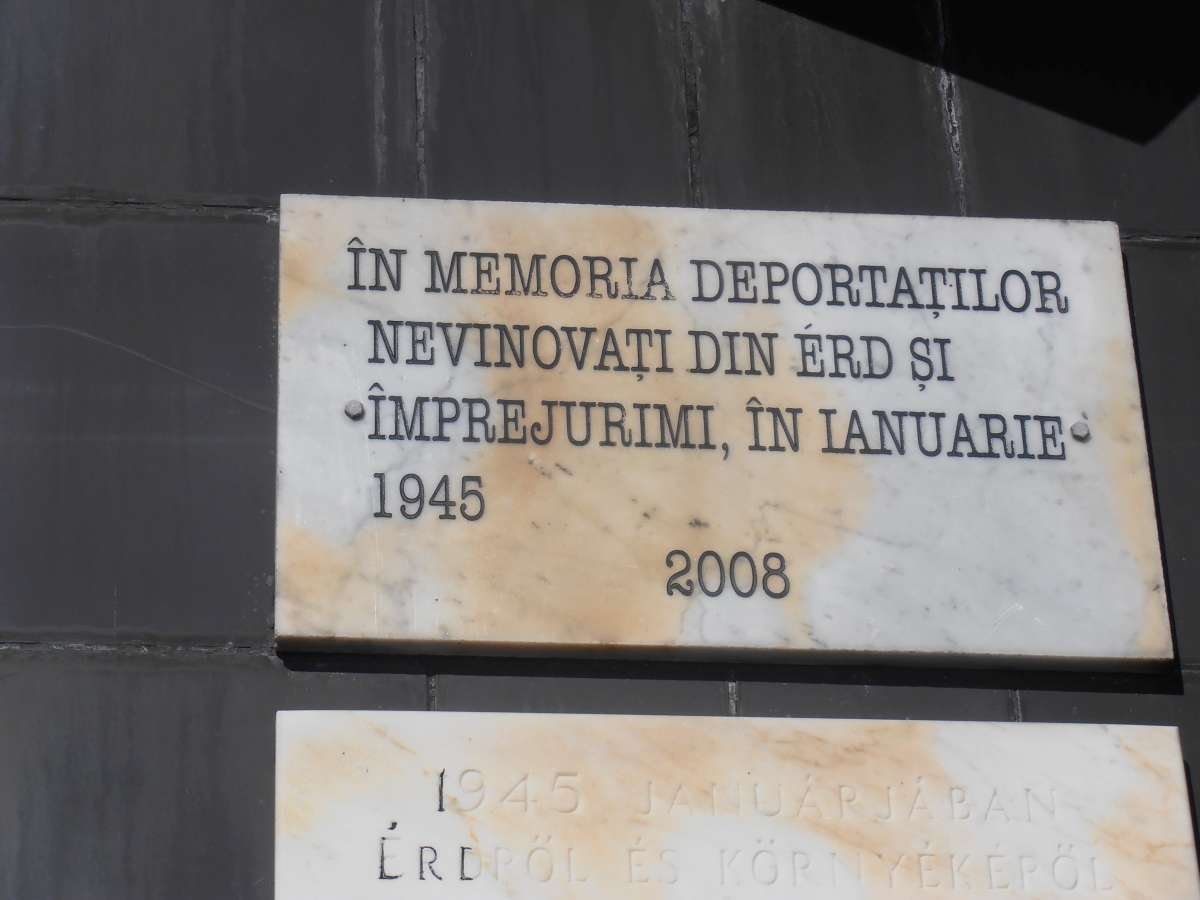 ÎN MEMORIA DEPORTAȚILOR
NEVINOVAȚI DIN ÉRD ȘI
ÎMPREJURIMI, ÎN IANUARIE
1945
2008
1945 JANUÁRJÁBAN
ÉRDRŐL ÉS KÖRNYÉKÉRŐL